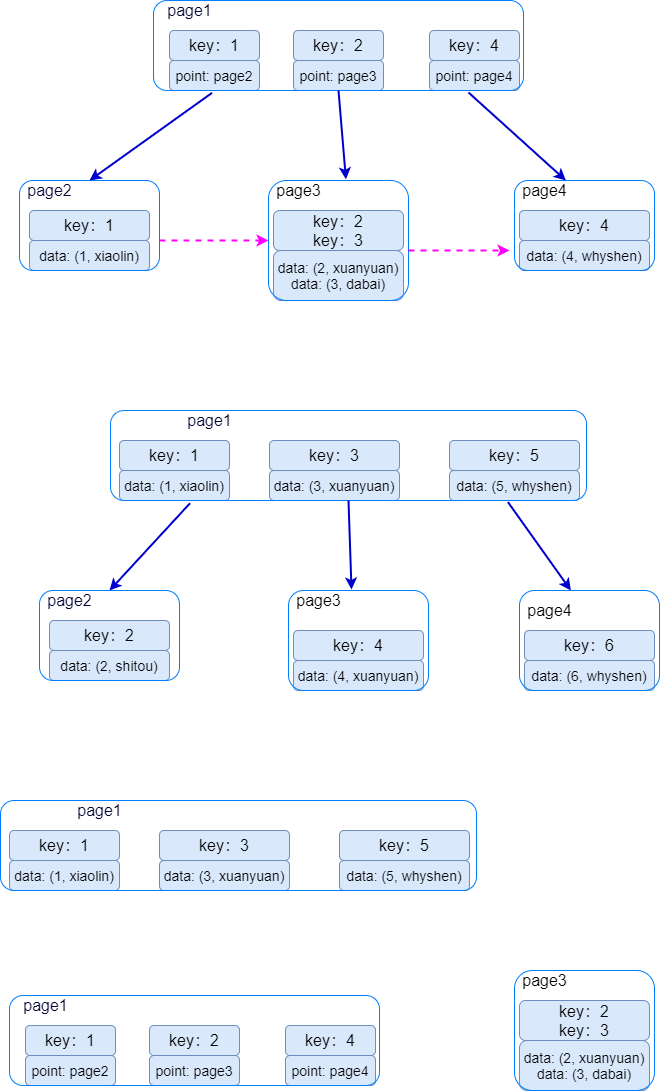 page1
key: 1
key: 2
key: 4
point: page2
point: page3
point: page4
page2
key: 1
data: (1, xiaolin)
page3
key: 2
key: 3
data: (2, xuanyuan)
data: (3, dabai)
page4
key: 4
data: (4, whyshen)
page1
key: 1
key: 3
key: 5
data: (1, xiaolin)
data: (3, xuanyuan)
data: (5, whyshen)
page2
key: 2
data: (2, shitou)
page3
key: 4
data: (4, xuanyuan)
page4
key: 6
data: (6, whyshen)
page1
key: 1
key: 3
key: 5
data: (1, xiaolin)
data: (3, xuanyuan)
data: (5, whyshen)
page1
key: 1
key: 2
key: 4
point: page2
point: page3
point: page4
page3
key: 2
key: 3
data: (2, xuanyuan)
data: (3, dabai)